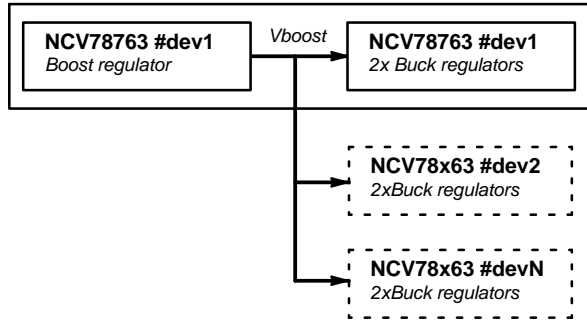 NCV78763 #dev1
Boost regulator
Vboost
NCV78763 #dev1
2x Buck regulators
NCV78x63 #dev2
2xBuck regulators
NCV78x63 #devN
2xBuck regulators